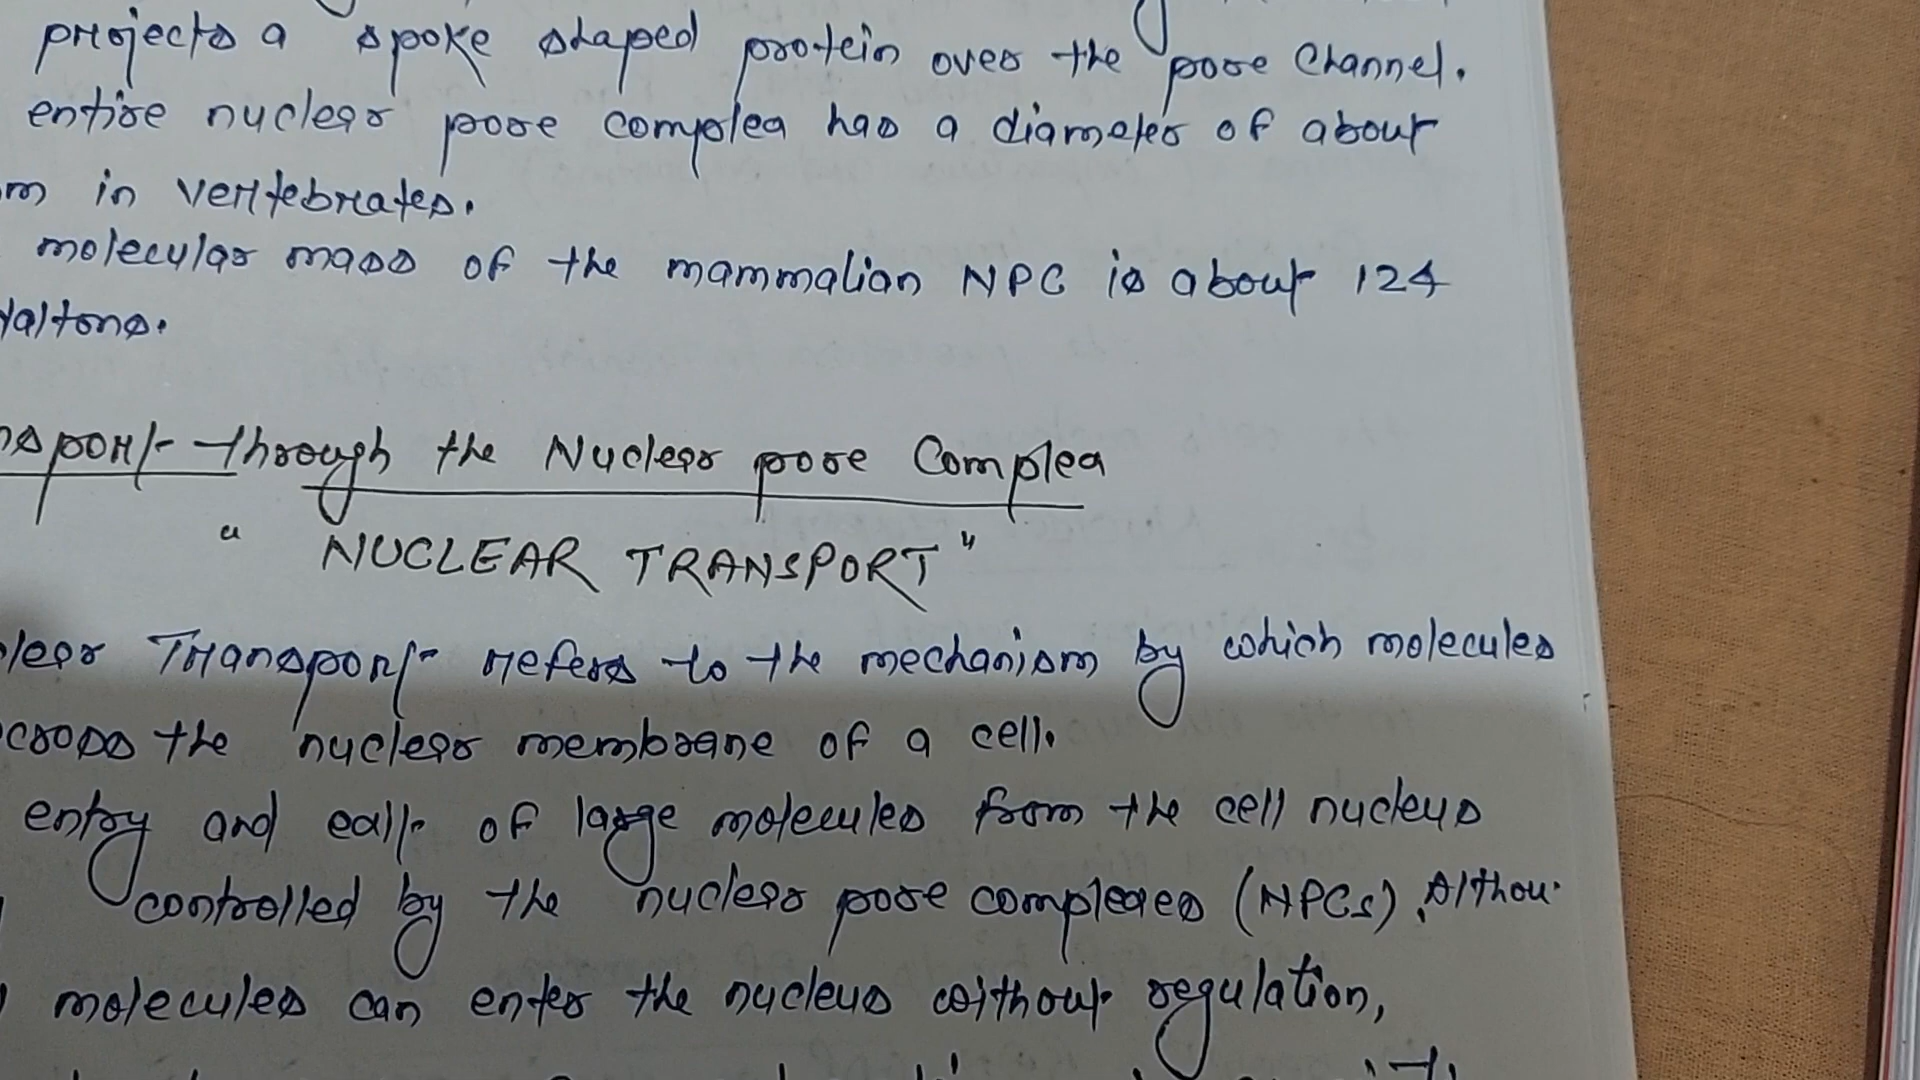 projects a spoke shaped protein over the pore channel.
entire nuclear pore complex has a diameter of about
m in vertebrates.
molecular mass of the mammalian NPC is about 124
daltons.
nsport through the Nuclear pore Complex
"NUCLEAR TRANSPORT"
clear Transport refers to the mechanism by which molecules
cross the nuclear membrane of a cell.
entry and exit of large molecules from the cell nucleus
controlled by the nuclear pore complexes (NPCs). Althou
molecules can enter the nucleus without regulation,